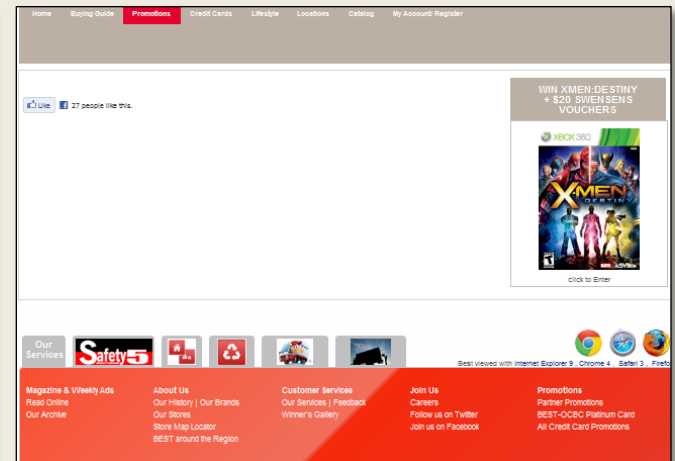 Home Buying Guide Promotions Credit Cards Lifestyle Locations Catalog My Account/ Register
Like 27 people like this.
WIN XMEN:DESTINY
+ $20 SWENSENS
VOUCHERS
XBOX 360
X-MEN
DESTINY
click to Enter
Our
Services
Safety 5
Best viewed with Internet Explorer 9 , Chrome 4 , Safari 3 , Firefo
Magazine & Weekly Ads
Read Online
Our Archive
About Us
Our History | Our Brands
Our Stores
Store Map Locator
BEST around the Region
Customer Services
Our Services | Feedback
Winner's Gallery
Join Us
Careers
Follow us on Twitter
Join us on Facebook
Promotions
Partner Promotions
BEST-OCBC Platinum Card
All Credit Card Promotions